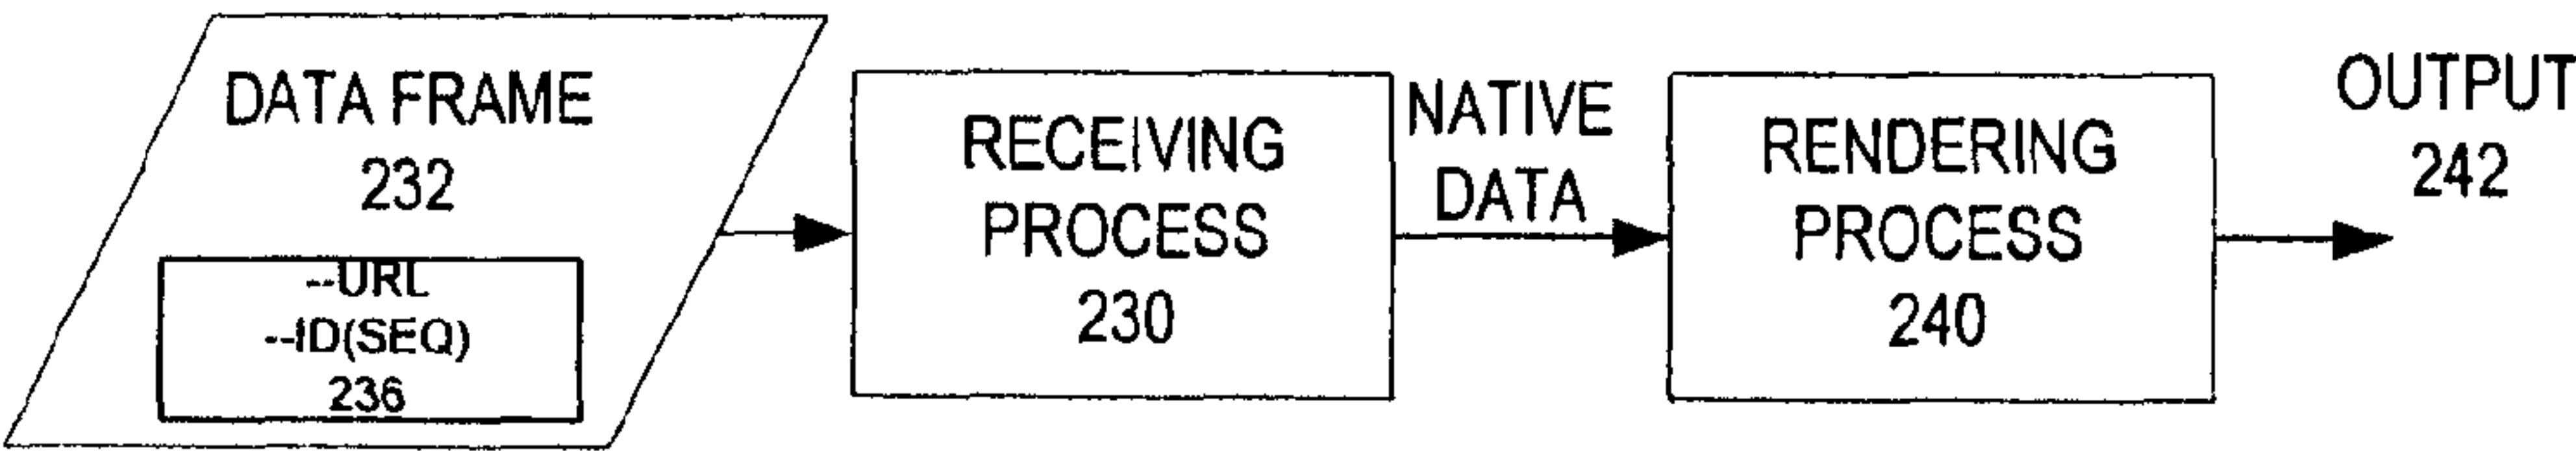 DATA FRAME
232
--URL
--ID(SEQ)
236
RECEIVING
PROCESS
230
NATIVE
DATA
RENDERING
PROCESS
240
OUTPUT
242